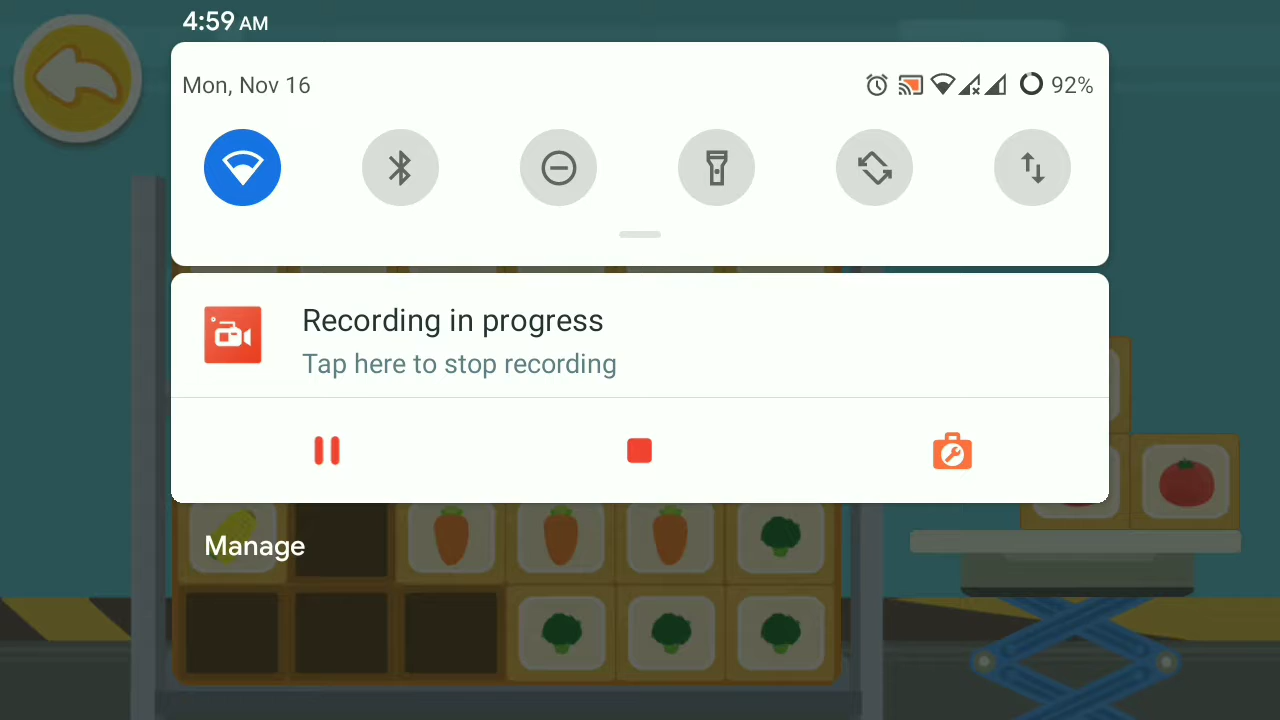 4:59 AM
Mon, Nov 16
92%
Recording in progress
Tap here to stop recording
Manage